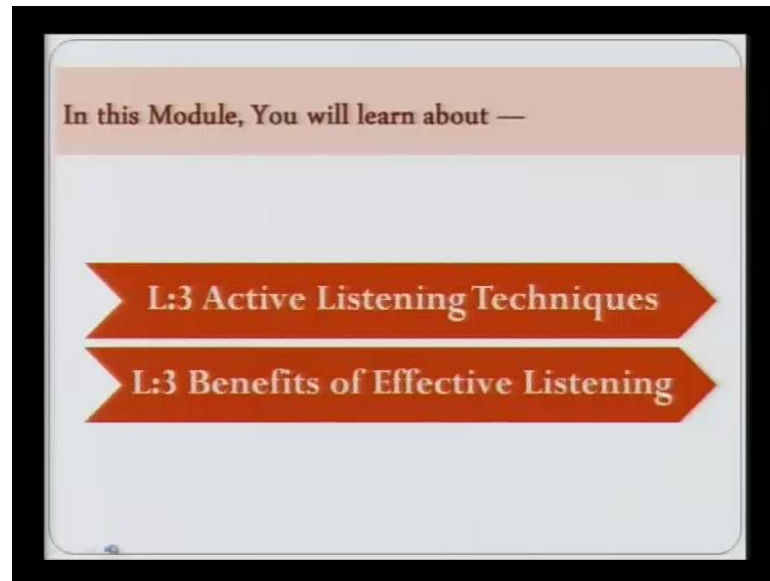 In this Module, You will learn about —
L:3 Active Listening Techniques
L:3 Benefits of Effective Listening